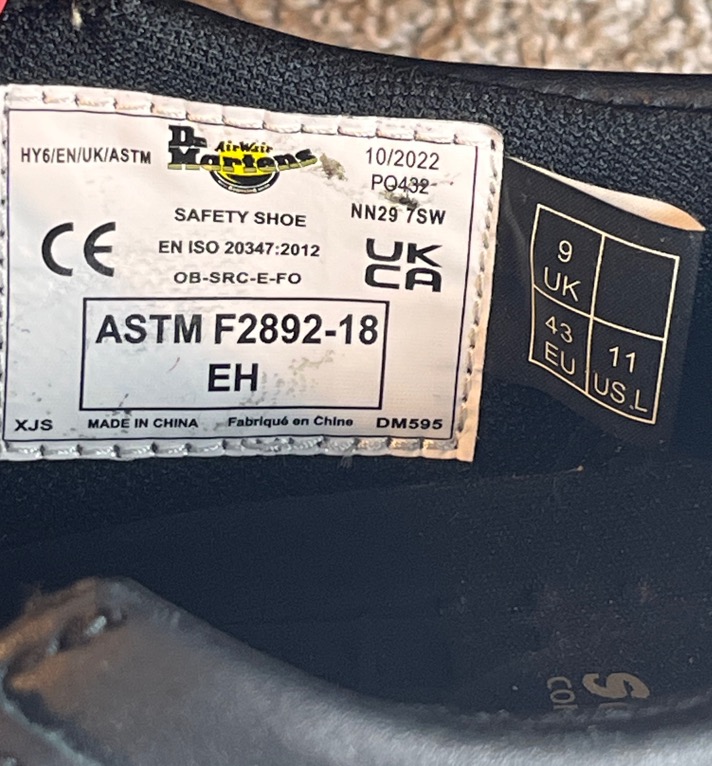 HY6/EN/UK/ASTM
Dr. AirWair
Martens
10/2022
PO432
NN29 7SW
CE
SAFETY SHOE
EN ISO 20347:2012
OB-SRC-E-FO
UK
CA
ASTM F2892-18
EH
XJS MADE IN CHINA Fabriqué en Chine DM595
9
UK
43
EU
11
US.L